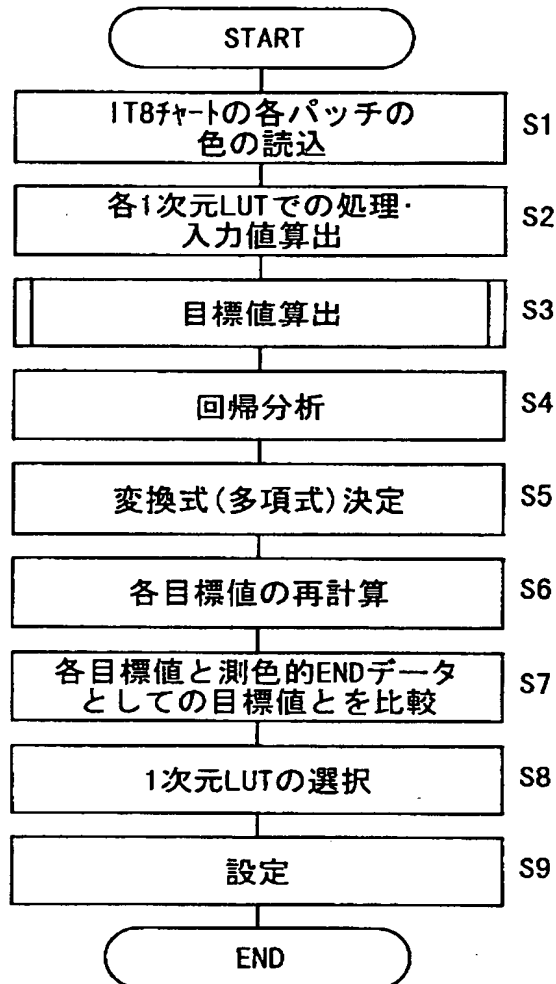 START
IT8チャートの各パッチの
色の読込
S1
各1次元LUTでの処理・
入力値算出
S2
目標値算出
S3
回帰分析
S4
変換式(多項式)決定
S5
各目標値の再計算
S6
各目標値と測色的ENDデータ
としての目標値とを比較
S7
1次元LUTの選択
S8
設定
S9
END